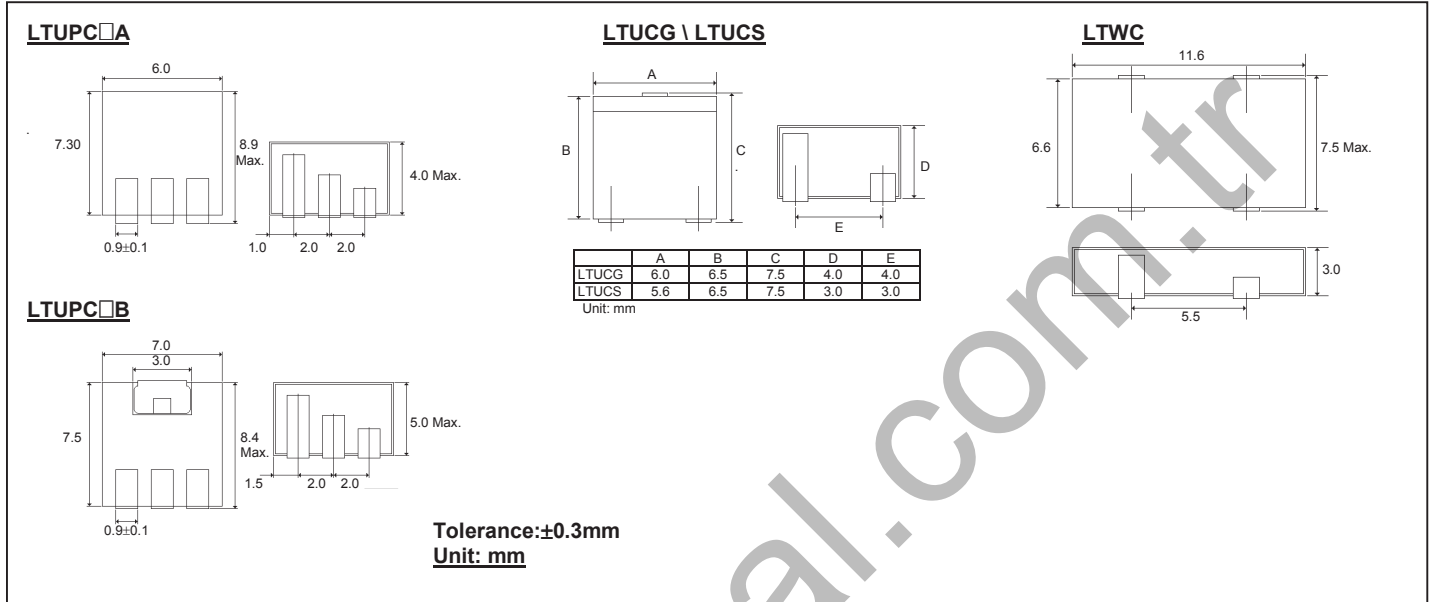 LTUPC□A
6.0
7.30
8.9
Max.
4.0 Max.
0.9±0.1
1.0 2.0 2.0
LTUPC□B
7.0
3.0
7.5
8.4
Max.
5.0 Max.
1.5 2.0 2.0
0.9±0.1
LTUCG \ LTUCS
A
B
C
D
E
A B C D E
LTUCG 6.0 6.5 7.5 4.0 4.0
LTUCS 5.6 6.5 7.5 3.0 3.0
Unit: mm
LTWC
11.6
6.6
7.5 Max.
3.0
5.5
Tolerance:±0.3mm
Unit: mm
al.com.tr